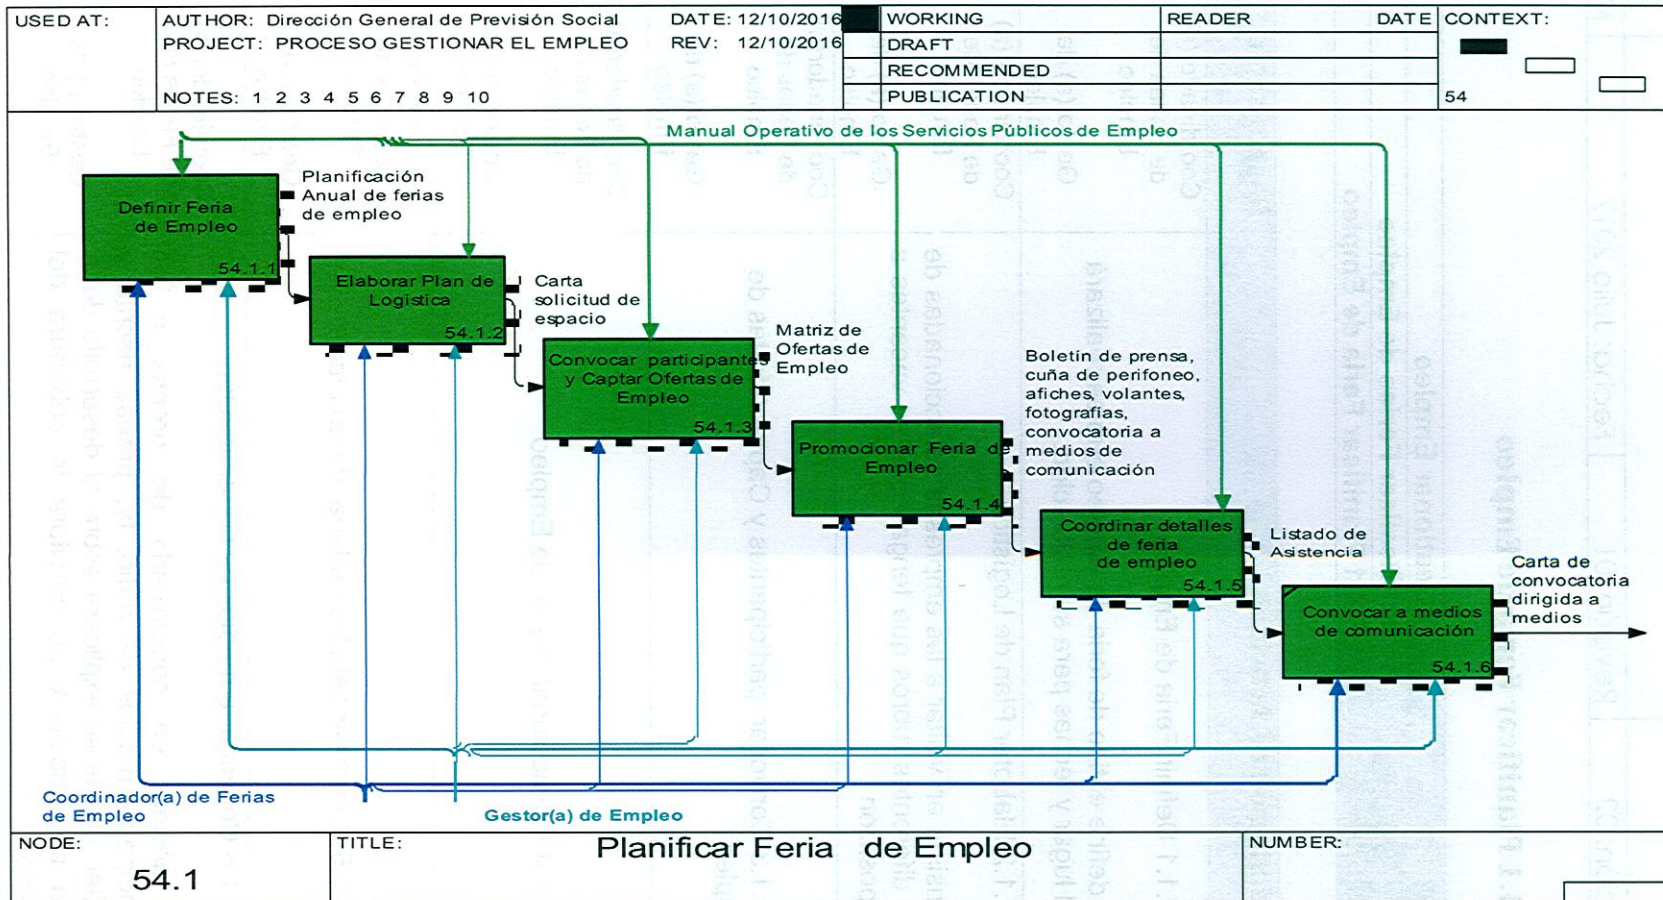 USED AT:
AUTHOR: Dirección General de Previsión Social
DATE: 12/10/2016
PROJECT: PROCESO GESTIONAR EL EMPLEO
REV: 12/10/2016
NOTES: 1 2 3 4 5 6 7 8 9 10
WORKING
DRAFT
RECOMMENDED
PUBLICATION
READER
DATE
CONTEXT:
54
Manual Operativo de los Servicios Públicos de Empleo
Definir Feria
de Empleo
54.1.1
Planificación
Anual de ferias
de empleo
Elaborar Plan de
Logistica
54.1.2
Carta
solicitud de
espacio
Convocar participantes
y Captar Ofertas de
Empleo
54.1.3
Matriz de
Ofertas de
Empleo
Promocionar Feria de
Empleo
54.1.4
Boletín de prensa,
cuña de perifoneo,
afiches, volantes,
fotografias,
convocatoria a
medios de
comunicación
Coordinar detalles
de feria
de empleo
54.1.5
Listado de
Asistencia
Convocar a medios
de comunicación
54.1.6
Carta de
convocatoria
dirigida a
medios
Coordinador(a) de Ferias
de Empleo
Gestor(a) de Empleo
NODE:
54.1
TITLE:
Planificar Feria de Empleo
NUMBER: